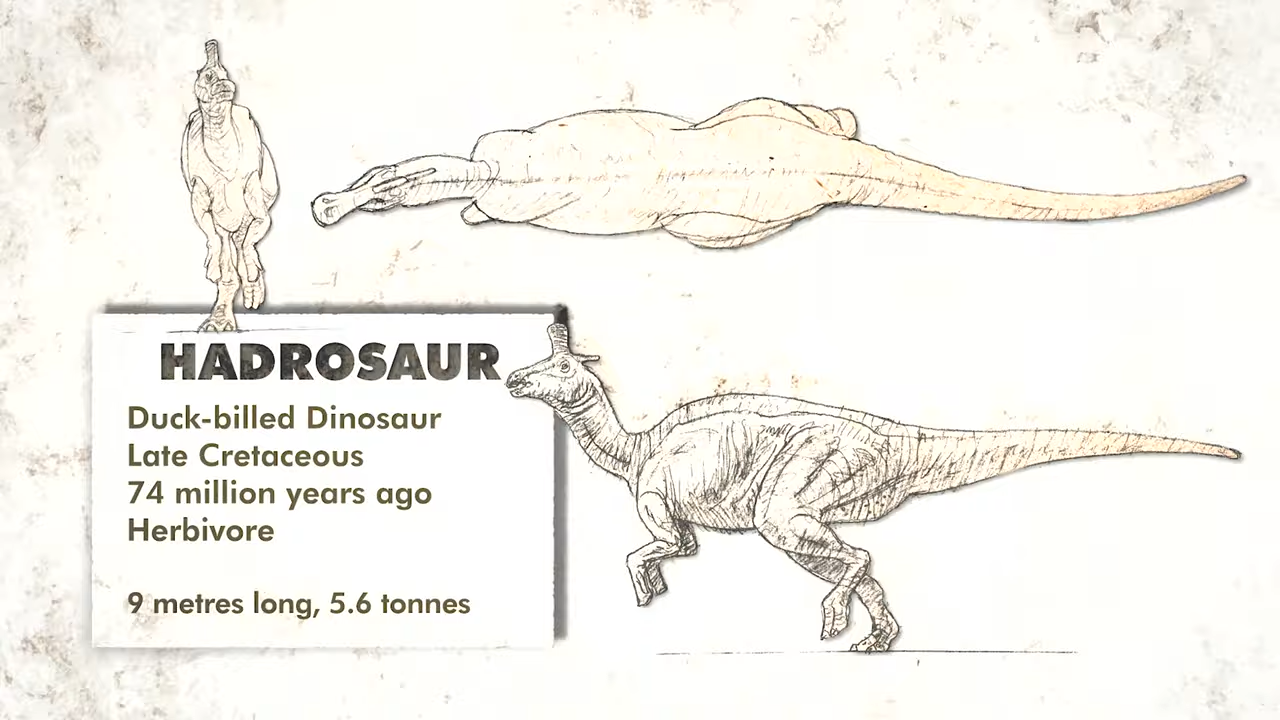 HADROSAUR
Duck-billed Dinosaur
Late Cretaceous
74 million years ago
Herbivore
9 metres long, 5.6 tonnes